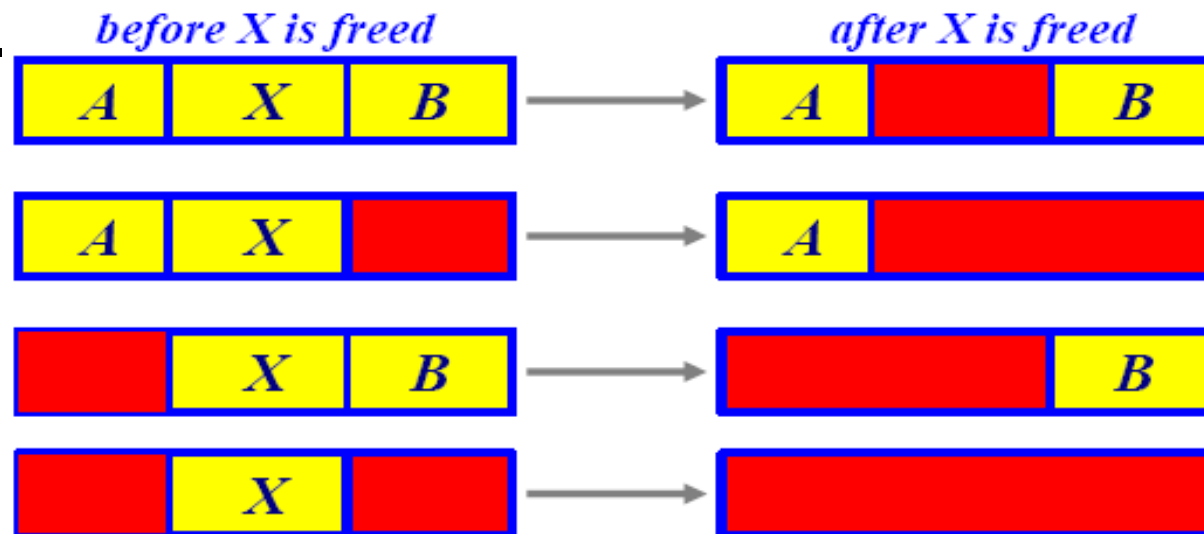 before X is freed after X is freed
A X B A B
A X A
X B B
X